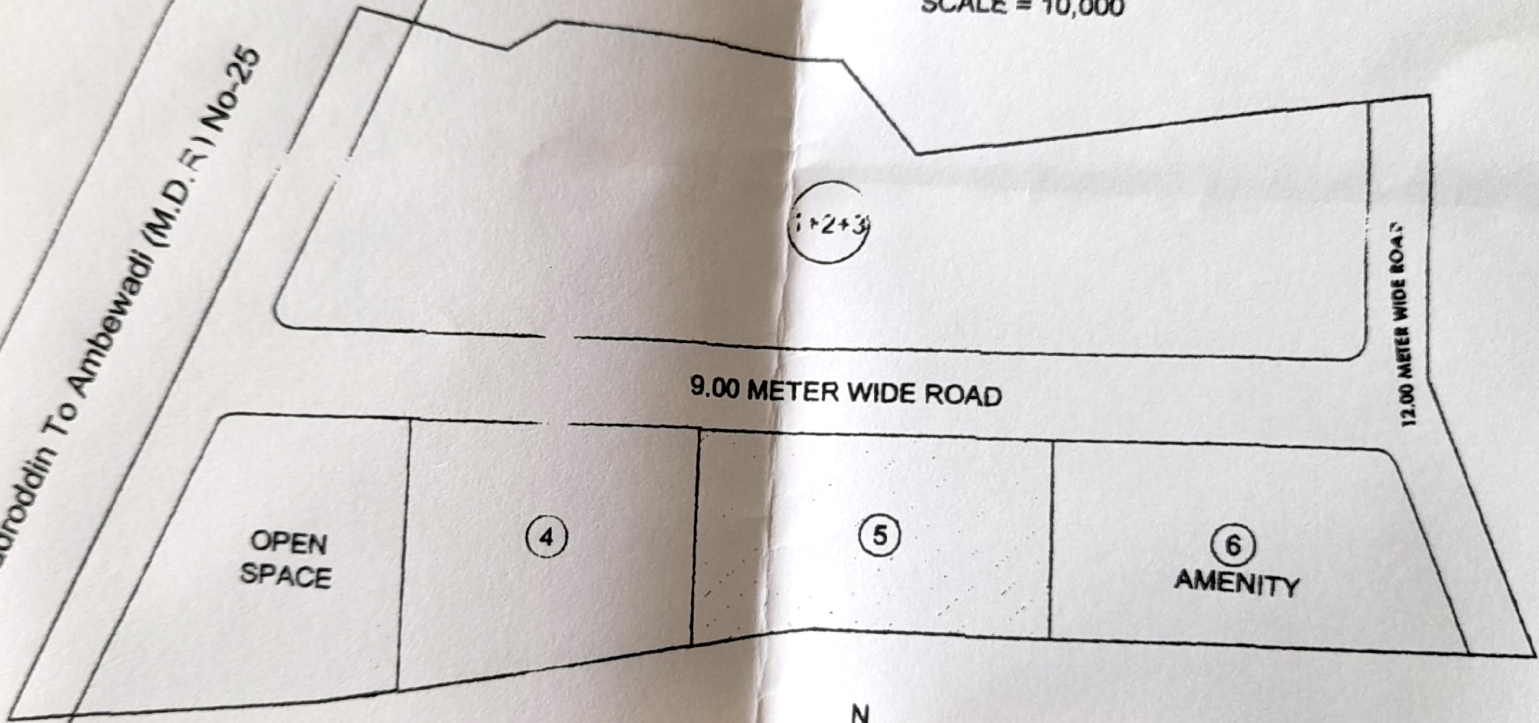 SCALE = 10,000
To Ambewadi (M.D.R) No-25
1+2+3
12.00 METER WIDE ROAD
9.00 METER WIDE ROAD
OPEN
SPACE
4
5
6
AMENITY
N